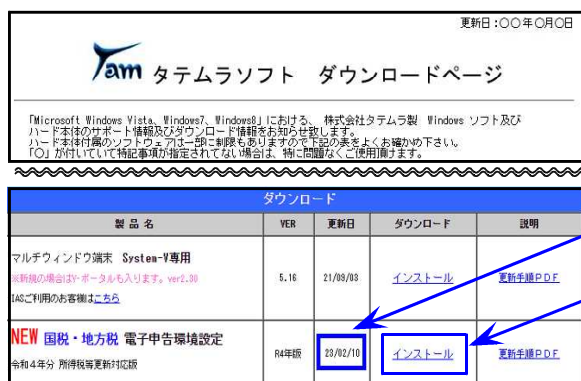 更新日:〇〇年〇月〇日
Tam タテムラソフト ダウンロードページ
「Microsoft Windows Vista、Windows7、Windows8」における、 株式会社タテムラ製 Windows ソフト及び
ハード本体のサポート情報及びダウンロード情報をお知らせ致します。
ハード本体付属のソフトウェアは一部に制限もありますので下記の表をよくお確かめ下さい。
「〇」が付いていて特記事項が指定されてない場合は、特に問題なくご使用頂けます。
ダウンロード
製品名 VER 更新日 ダウンロード 説明
マルチウィンドウ端末 System-V専用
※新規の場合はV-ポータルも入ります。ver2.30
IASご利用のお客様はこちら
5.16 21/09/03 インストール 更新手順ＰＤＦ
NEW 国税・地方税 電子申告環境設定
令和４年分 所得税等更新対応版
R4年版 23/02/10 インストール 更新手順ＰＤＦ